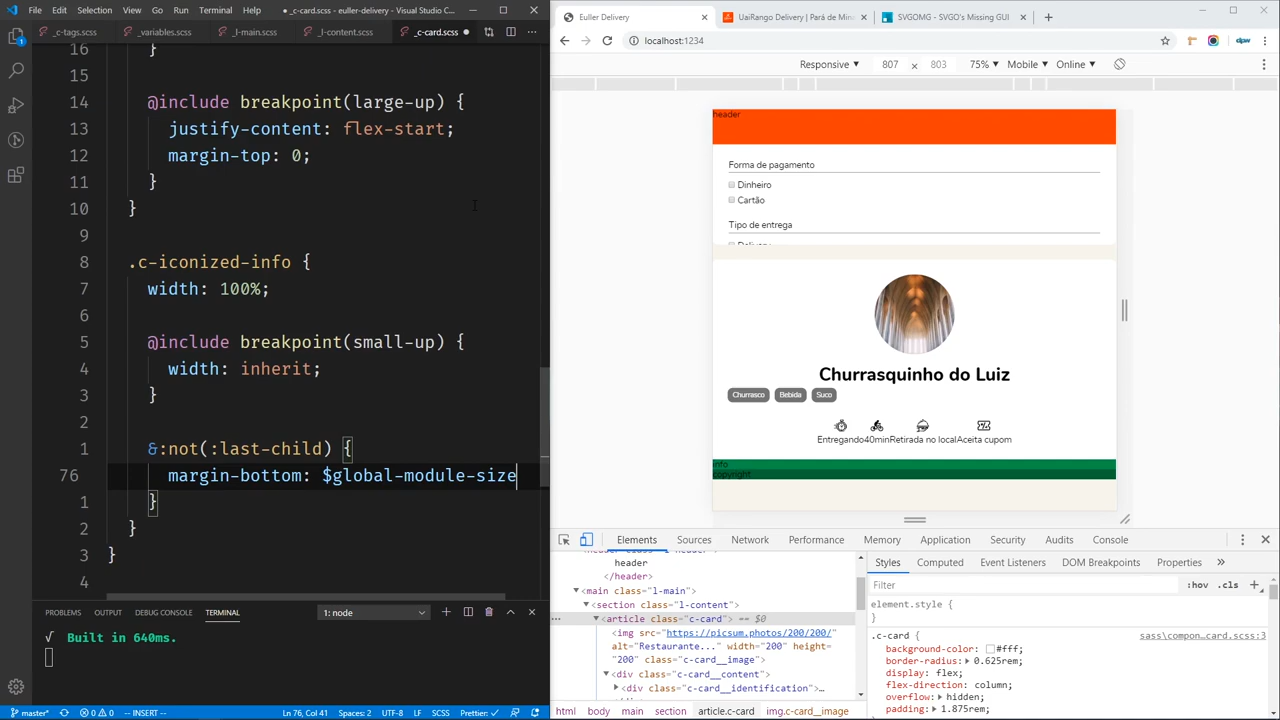 File Edit Selection Go Run Terminal Help _c-card.scss - euller-delivery - Visual Studio C...
_c-tags.scss _variables.scss _l-main.scss _l-content.scss _c-card.scss
16 }
15
14 @include breakpoint(large-up) {
13 justify-content: flex-start;
12 margin-top: 0;
11 }
10 }
9
8 .c-iconized-info {
7 width: 100%;
6
5 @include breakpoint(small-up) {
4 width: inherit;
3 }
2
1 &:not(:last-child) {
76 margin-bottom: $global-module-size
1 }
2 }
3 }
4
PROBLEMS OUTPUT DEBUG CONSOLE TERMINAL 1: node
√ Built in 640ms.
master* 0 0 -- INSERT -- Ln 76, Col 41 Spaces: 2 UTF-8 LF SCSS Prettier: ✓
Euller Delivery UaiRango Delivery | Pará de Min SVGOMG - SVGO's Missing GUI
localhost:1234
Responsive 807 × 803 75% Mobile Online
header
Forma de pagamento
Dinheiro
Cartão
Tipo de entrega
Delivery
Churrasquinho do Luiz
Churrasco Bebida Suco
Entregando40minRetirada no localAceita cupom
info
copyright
Elements Sources Network Performance Memory Application Security Audits Console
header
</header>
<main class="l-main">
<section class="l-content">
<article class="c-card"> == $0
<img src="https://picsum.photos/200/200/"
alt="Restaurante..." width="200" height=
"200" class="c-card__image">
<div class="c-card__content">
<div class="c-card__identification">…
html body main section article.c-card img.c-card__image
Styles Computed Event Listeners DOM Breakpoints Properties
Filter :hov .cls
element.style {
}
.c-card { sass\compon…card.scss:3
background-color: #fff;
border-radius: 0.625rem;
display: flex;
flex-direction: column;
overflow: hidden;
padding: 1.875rem;